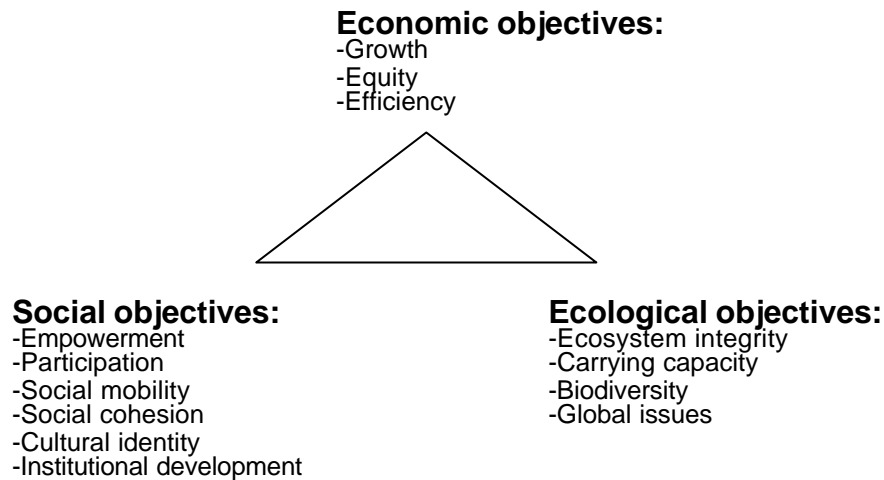 Economic objectives:
-Growth
-Equity
-Efficiency
Social objectives:
-Empowerment
-Participation
-Social mobility
-Social cohesion
-Cultural identity
-Institutional development
Ecological objectives:
-Ecosystem integrity
-Carrying capacity
-Biodiversity
-Global issues